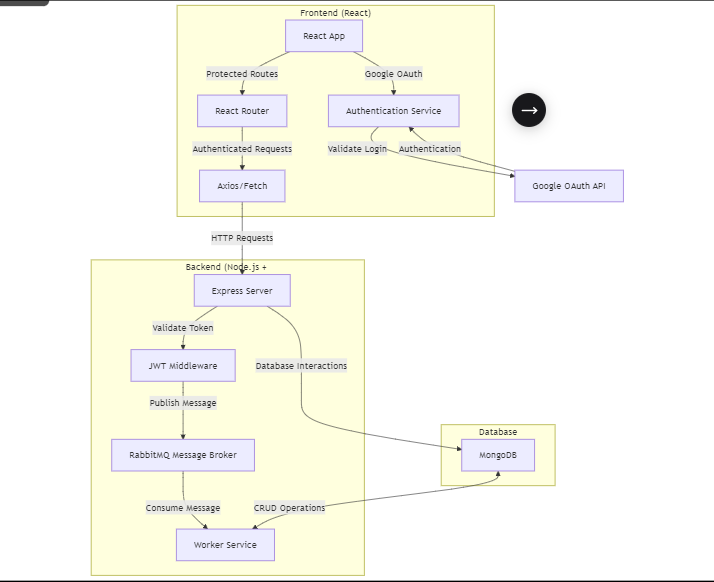 Frontend (React)
React App
Protected Routes
Google OAuth
React Router
Authentication Service
Authenticated Requests
Validate Login
Authentication
Axios/Fetch
Google OAuth API
HTTP Requests
Backend (Node.js +
Express Server
Validate Token
JWT Middleware
Database Interactions
Publish Message
Database
RabbitMQ Message Broker
MongoDB
Consume Message
CRUD Operations
Worker Service